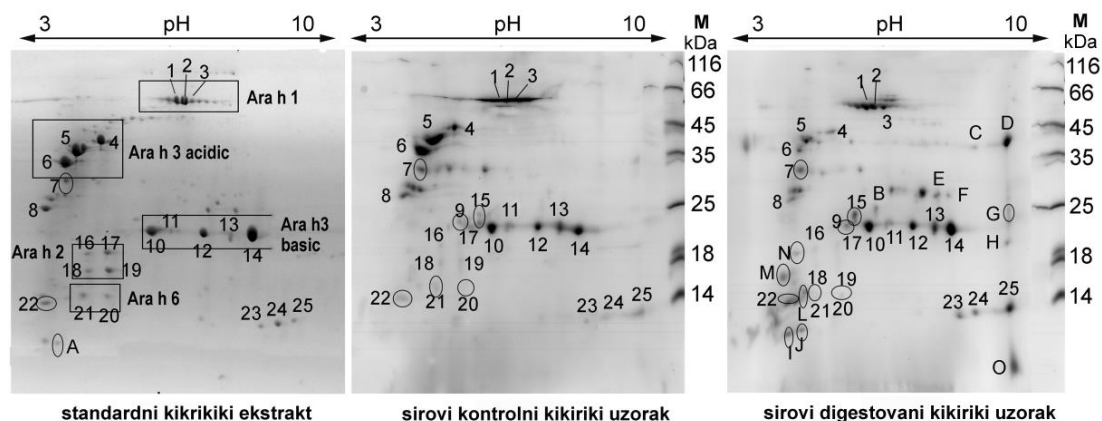 3 pH 10 3 pH 10 M kDa 3 pH 10 M kDa
1 2 3
Ara h 1
5 4
6 Ara h 3 acidic
7
8
11 13 Ara h3 basic
10 12 14
Ara h 2 16 17
18 19
22 Ara h 6
21 20
23 24 25
A
standardni kikrikiki ekstrakt
1 2 3
5 4
6
7
8
9 15
16 17 10 11 12 13 14
18 19
22 21 20
23 24 25
116
66
45
35
25
18
14
sirovi kontrolni kikiriki uzorak
1 2
3
5 4 C D
6
7
8 B E F
15 G
9
16 17 10 11 12 13 14 H
N
M
22 18 19
21 20
L
I J
23 24 25
O
116
66
45
35
25
18
14
sirovi digestovani kikiriki uzorak